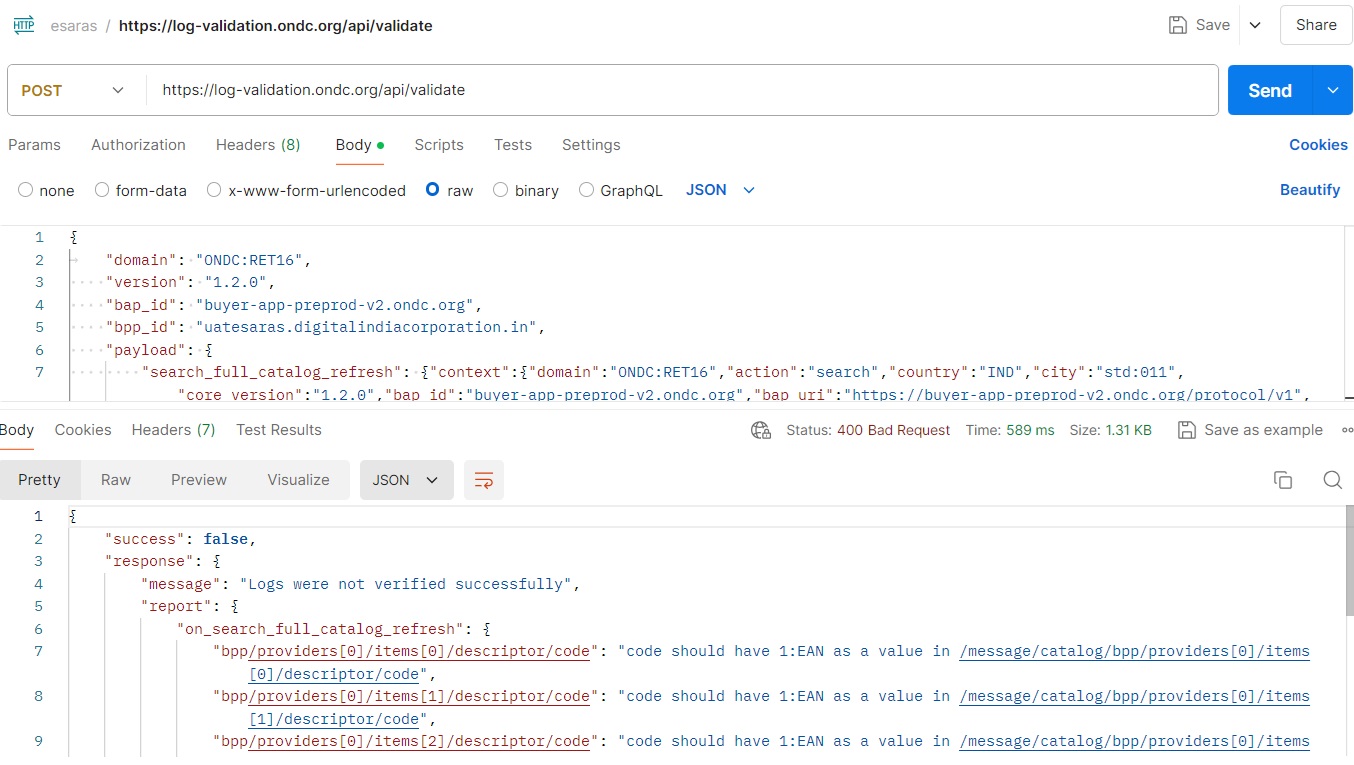 HTTP esaras / https://log-validation.ondc.org/api/validate Save Share
POST https://log-validation.ondc.org/api/validate Send
Params Authorization Headers (8) Body Scripts Tests Settings Cookies
none form-data x-www-form-urlencoded raw binary GraphQL JSON Beautify
1 {
2 "domain": "ONDC:RET16",
3 "version": "1.2.0",
4 "bap_id": "buyer-app-preprod-v2.ondc.org",
5 "bpp_id": "uatesaras.digitalindiacorporation.in",
6 "payload": {
7 "search_full_catalog_refresh": {"context":{"domain":"ONDC:RET16","action":"search","country":"IND","city":"std:011",
"core_version":"1.2.0","bap_id":"buyer-app-preprod-v2.ondc.org","bap_uri":"https://buyer-app-preprod-v2.ondc.org/protocol/v1",
Body Cookies Headers (7) Test Results Status: 400 Bad Request Time: 589 ms Size: 1.31 KB Save as example
Pretty Raw Preview Visualize JSON
1 {
2 "success": false,
3 "response": {
4 "message": "Logs were not verified successfully",
5 "report": {
6 "on_search_full_catalog_refresh": {
7 "bpp/providers[0]/items[0]/descriptor/code": "code should have 1:EAN as a value in /message/catalog/bpp/providers[0]/items
[0]/descriptor/code",
8 "bpp/providers[0]/items[1]/descriptor/code": "code should have 1:EAN as a value in /message/catalog/bpp/providers[0]/items
[1]/descriptor/code",
9 "bpp/providers[0]/items[2]/descriptor/code": "code should have 1:EAN as a value in /message/catalog/bpp/providers[0]/items